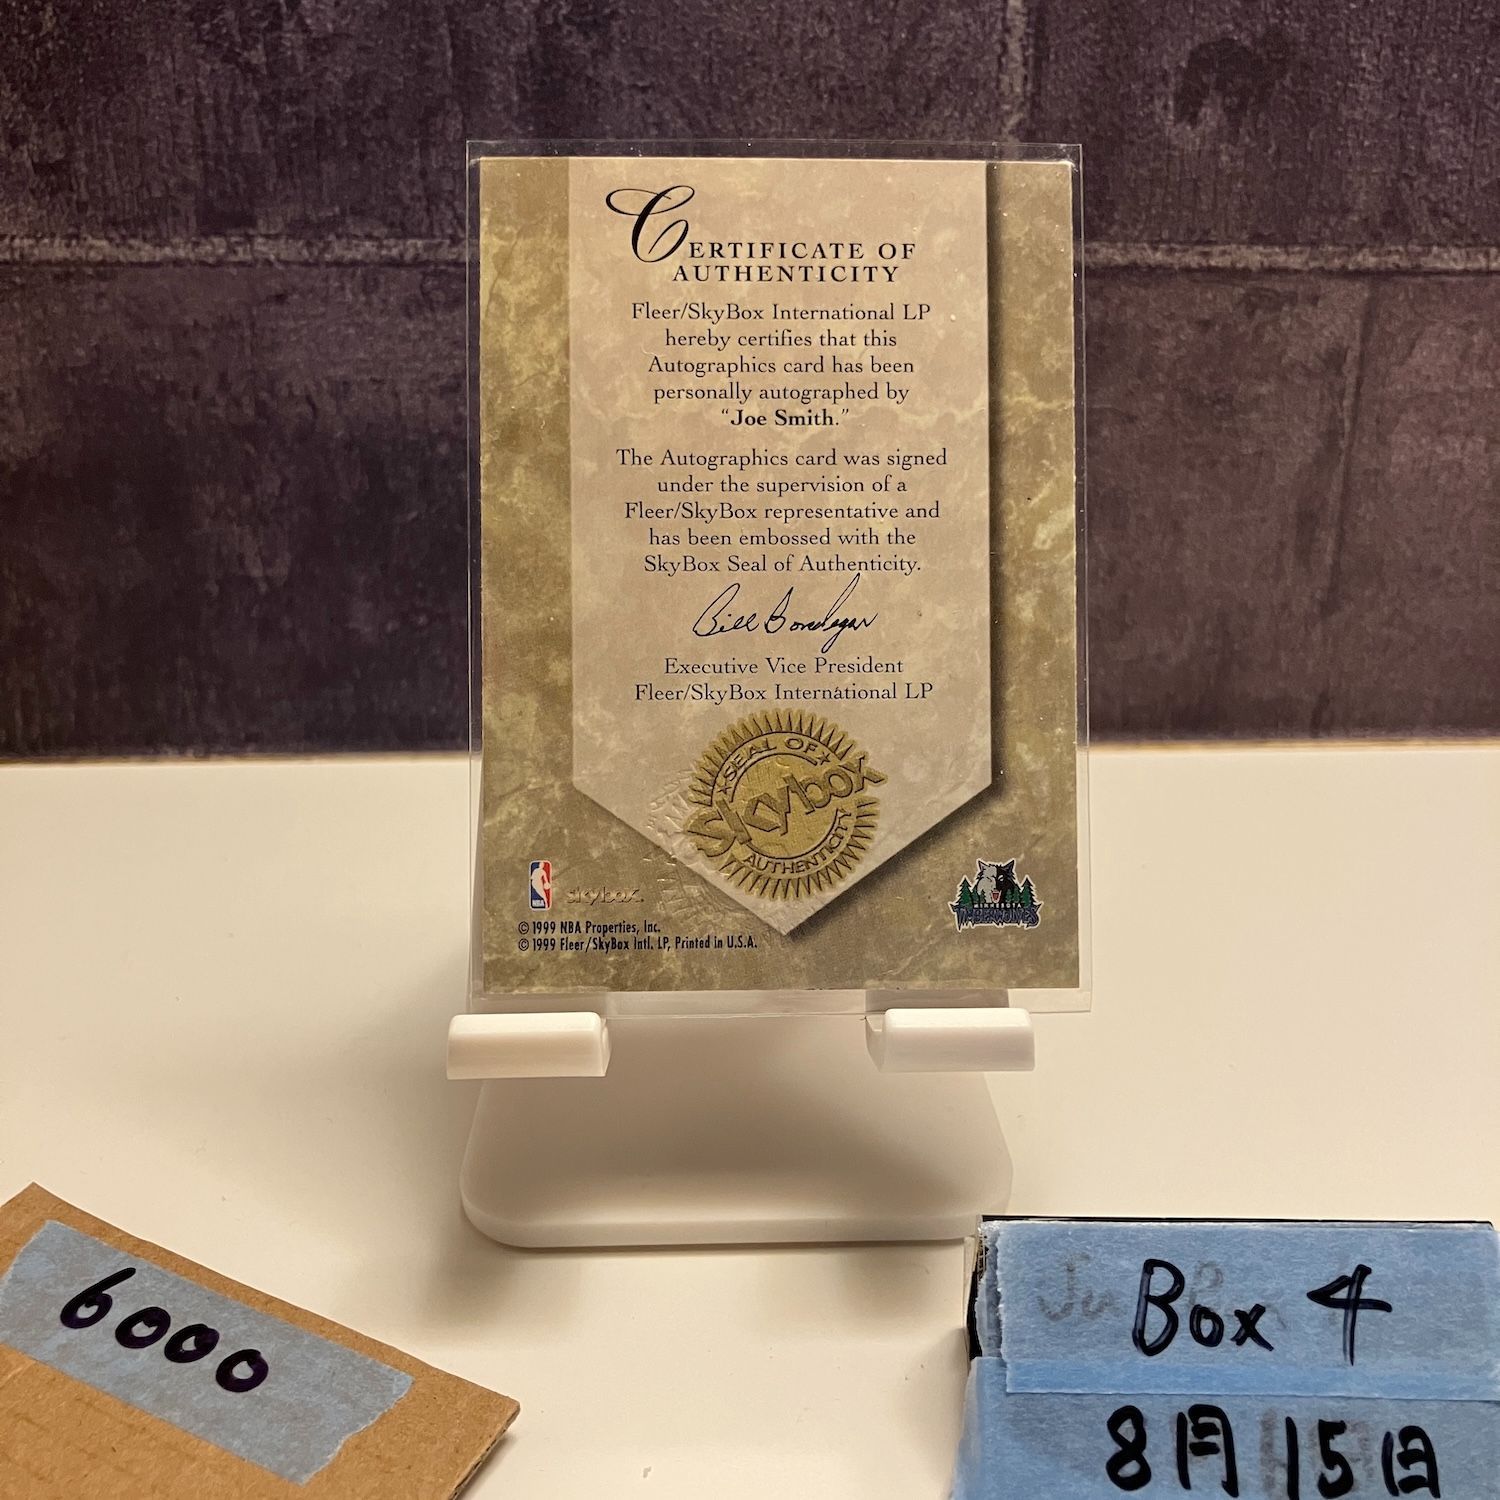 CERTIFICATE OF
AUTHENTICITY
Fleer/SkyBox International LP
hereby certifies that this
Autographics card has been
personally autographed by
“Joe Smith.”
The Autographics card was signed
under the supervision of a
Fleer/SkyBox representative and
has been embossed with the
SkyBox Seal of Authenticity.
Executive Vice President
Fleer/SkyBox International LP
SEAL OF
Skybox
AUTHENTICITY
NBA
skybox
MINNESOTA
TIMBERWOLVES
© 1999 NBA Properties, Inc.
© 1999 Fleer/SkyBox Intl. LP, Printed in U.S.A.
6000
Box 4
8月15日